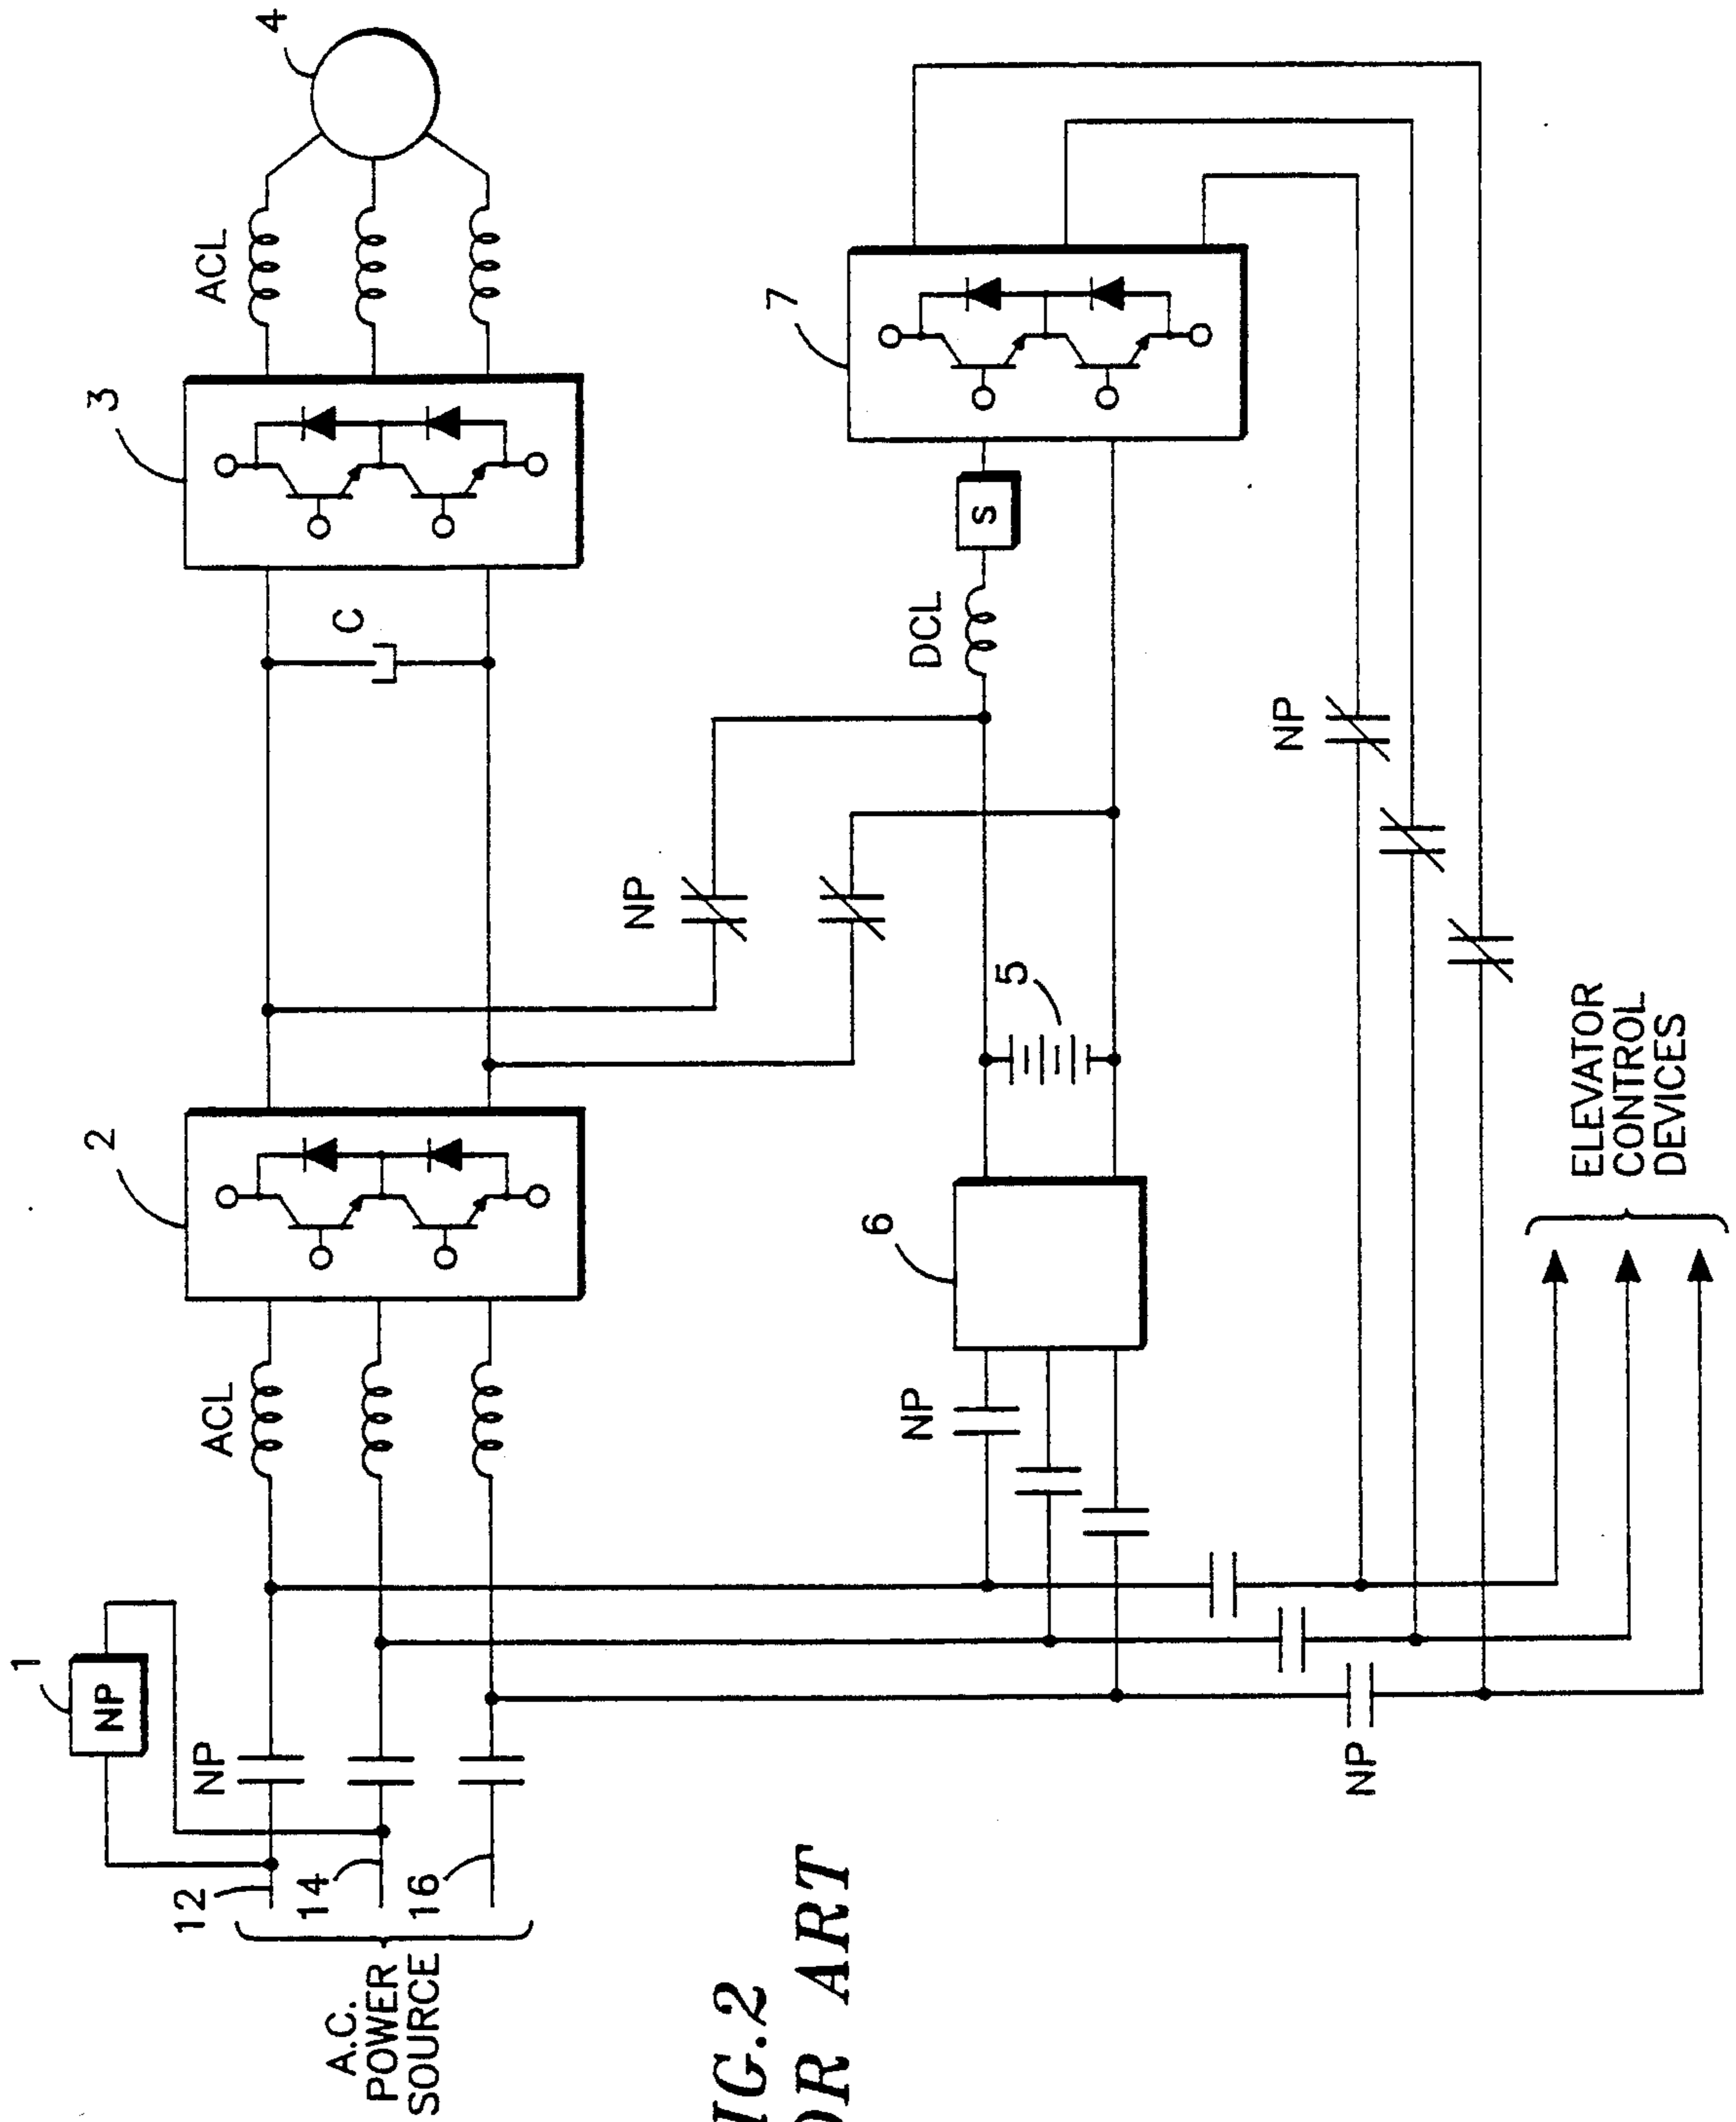 1
NP
2
3
4
12
14
16
A.C.
POWER
SOURCE
NP
ACL
C
ACL
NP
5
6
NP
DCL
S
7
NP
NP
ELEVATOR
CONTROL
DEVICES
IG.2
OR ART